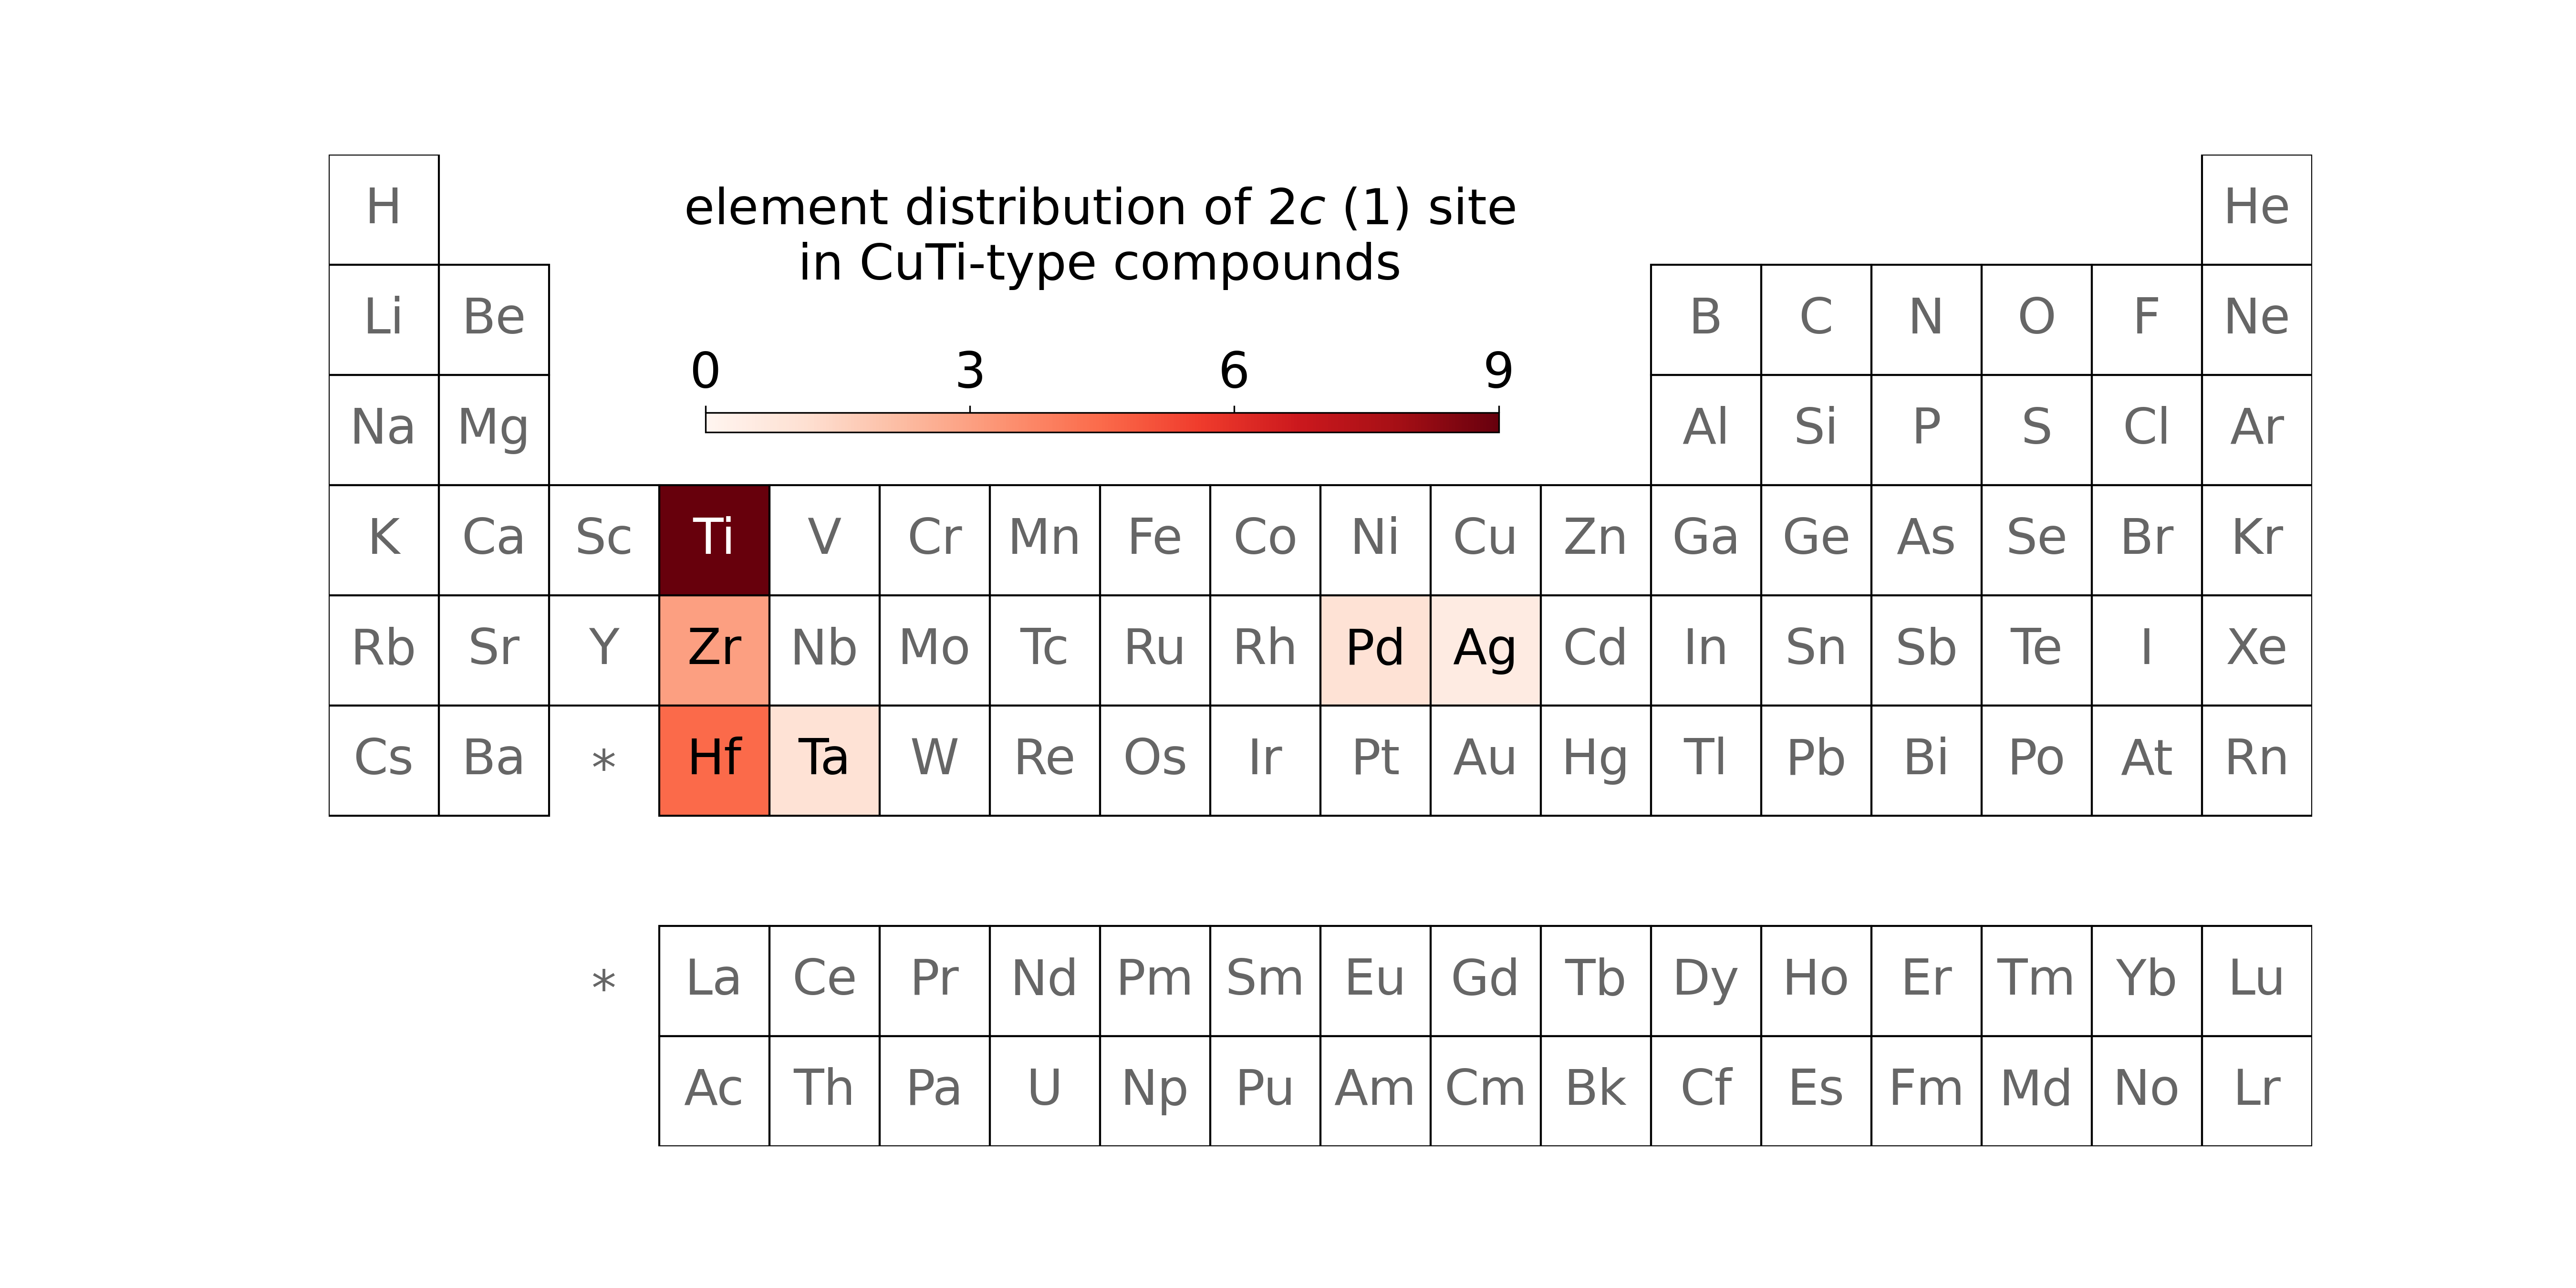 H He
element distribution of 2c (1) site
in CuTi-type compounds
Li Be B C N O F Ne
0 3 6 9
Na Mg Al Si P S Cl Ar
K Ca Sc Ti V Cr Mn Fe Co Ni Cu Zn Ga Ge As Se Br Kr
Rb Sr Y Zr Nb Mo Tc Ru Rh Pd Ag Cd In Sn Sb Te I Xe
Cs Ba * Hf Ta W Re Os Ir Pt Au Hg Tl Pb Bi Po At Rn
* La Ce Pr Nd Pm Sm Eu Gd Tb Dy Ho Er Tm Yb Lu
Ac Th Pa U Np Pu Am Cm Bk Cf Es Fm Md No Lr